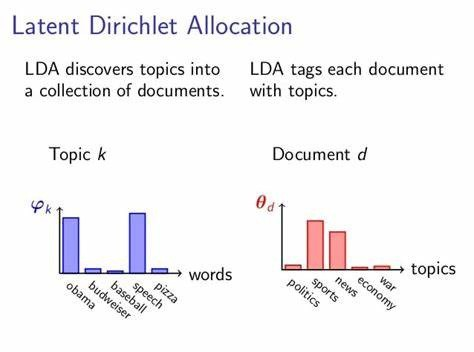 Latent Dirichlet Allocation
LDA discovers topics into
a collection of documents.
LDA tags each document
with topics.
Topic k
φk
words
obama
budweiser
baseball
speech
pizza
Document d
θd
topics
politics
sports
news
economy
war